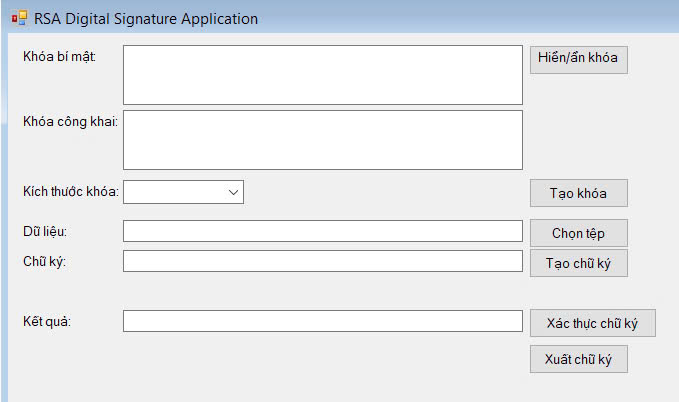 RSA Digital Signature Application
Khóa bí mật:
Hiển/ẩn khóa
Khóa công khai:
Kích thước khóa:
Tạo khóa
Dữ liệu:
Chọn tệp
Chữ ký:
Tạo chữ ký
Kết quả:
Xác thực chữ ký
Xuất chữ ký